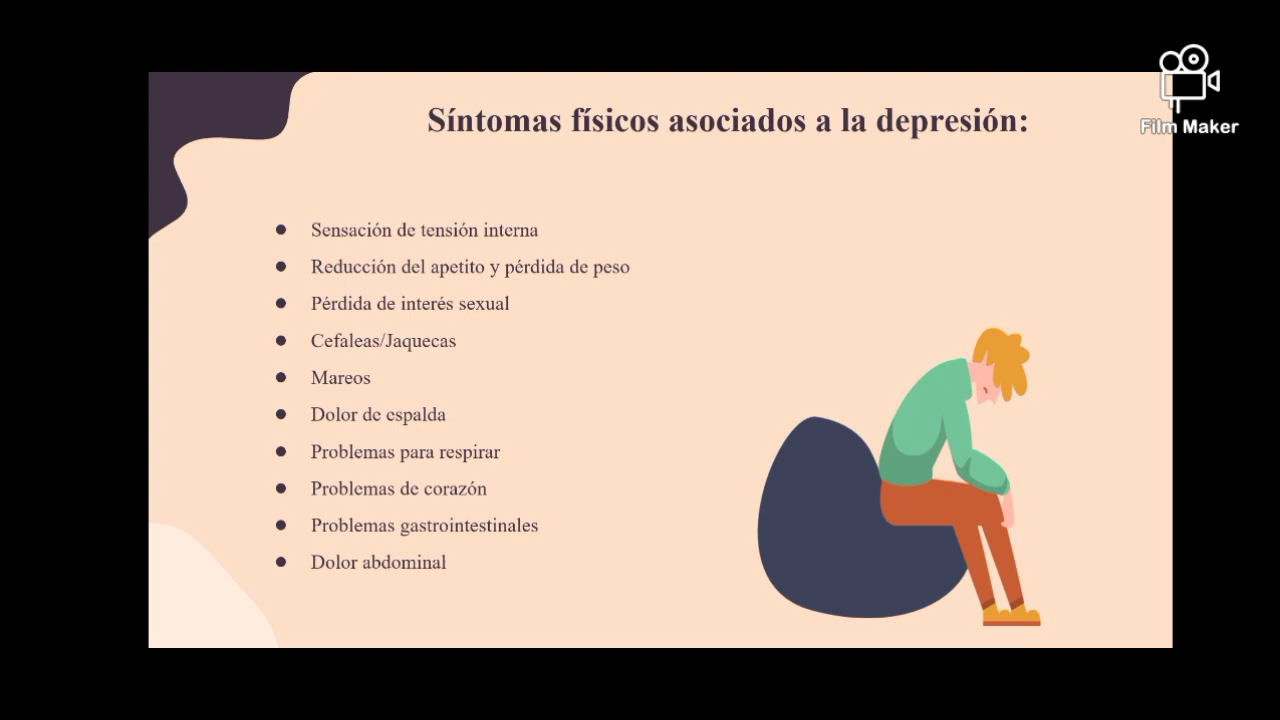 Film Maker
Síntomas físicos asociados a la depresión:
● Sensación de tensión interna
● Reducción del apetito y pérdida de peso
● Pérdida de interés sexual
● Cefaleas/Jaquecas
● Mareos
● Dolor de espalda
● Problemas para respirar
● Problemas de corazón
● Problemas gastrointestinales
● Dolor abdominal